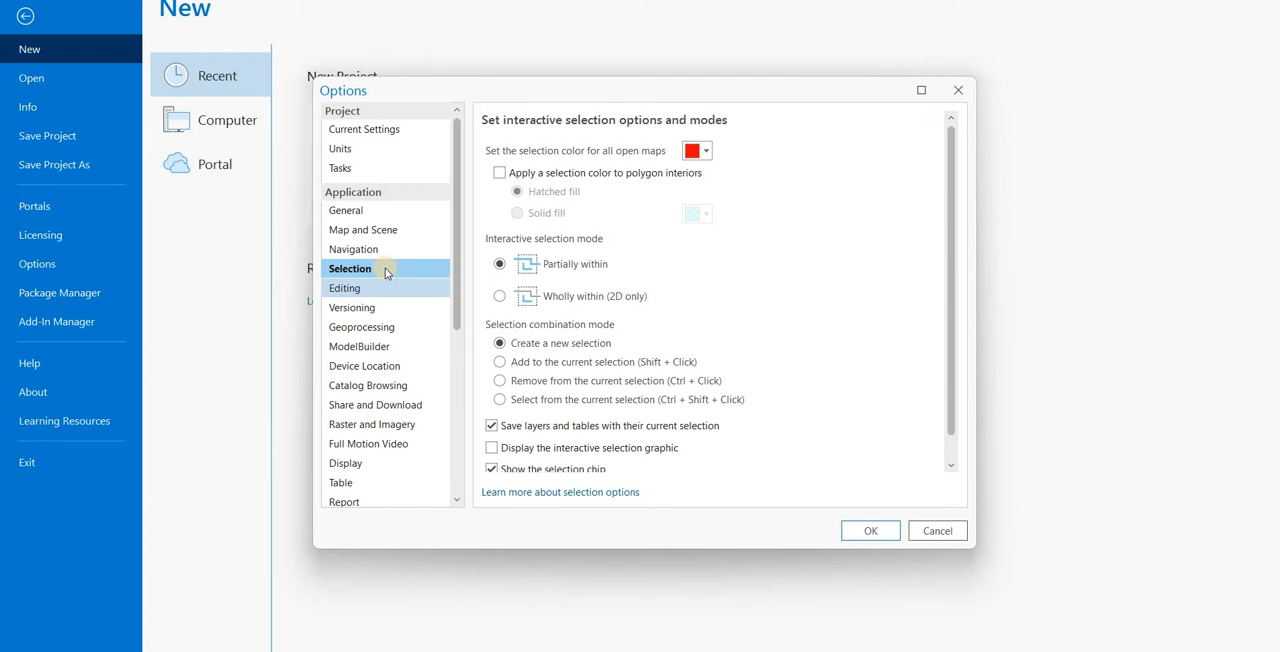 New
New
Open
Info
Save Project
Save Project As
Portals
Licensing
Options
Package Manager
Add-In Manager
Help
About
Learning Resources
Exit
Recent
Computer
Portal
New Project
Options
Project
Current Settings
Units
Tasks
Application
General
Map and Scene
Navigation
Selection
Editing
Versioning
Geoprocessing
ModelBuilder
Device Location
Catalog Browsing
Share and Download
Raster and Imagery
Full Motion Video
Display
Table
Report
Set interactive selection options and modes
Set the selection color for all open maps
Apply a selection color to polygon interiors
Hatched fill
Solid fill
Interactive selection mode
Partially within
Wholly within (2D only)
Selection combination mode
Create a new selection
Add to the current selection (Shift + Click)
Remove from the current selection (Ctrl + Click)
Select from the current selection (Ctrl + Shift + Click)
Save layers and tables with their current selection
Display the interactive selection graphic
Show the selection chip
Learn more about selection options
OK
Cancel